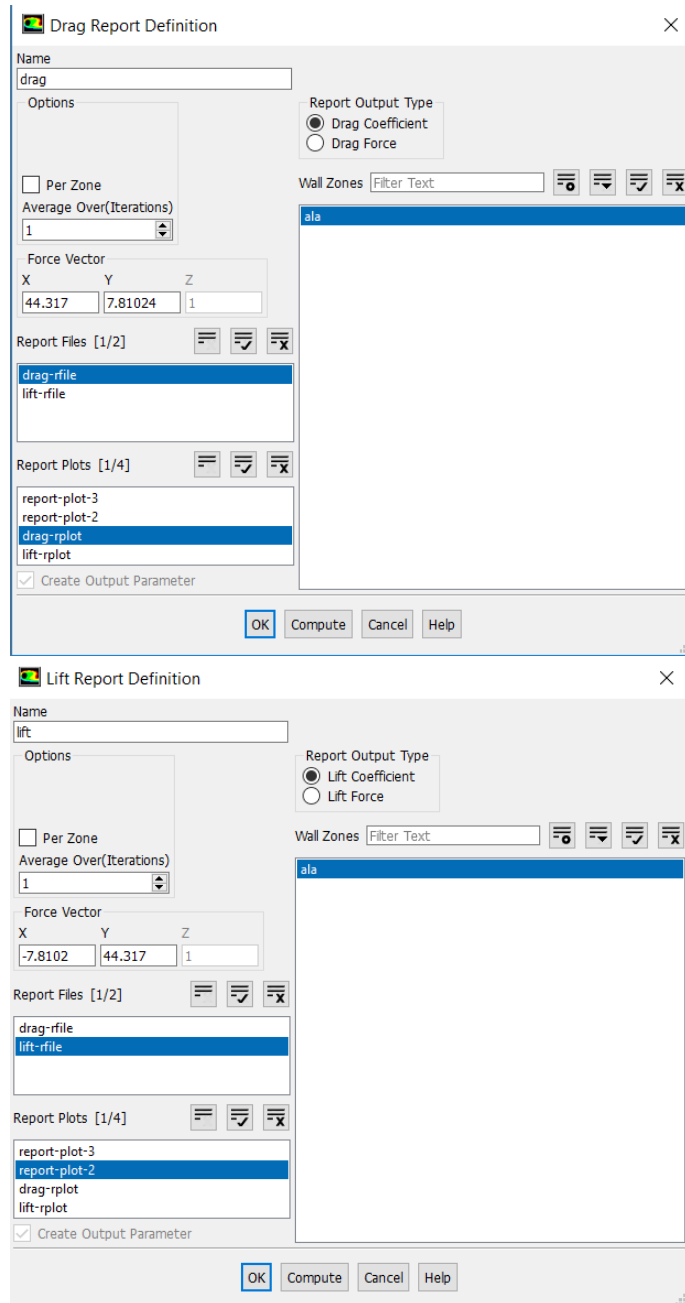 Drag Report Definition
Name
drag
Options
Report Output Type
Drag Coefficient
Drag Force
Per Zone
Average Over(Iterations)
1
Wall Zones Filter Text
ala
Force Vector
X Y Z
44.317 7.81024 1
Report Files [1/2]
drag-rfile
lift-rfile
Report Plots [1/4]
report-plot-3
report-plot-2
drag-rplot
lift-rplot
Create Output Parameter
OK Compute Cancel Help
Lift Report Definition
Name
lift
Options
Report Output Type
Lift Coefficient
Lift Force
Per Zone
Average Over(Iterations)
1
Wall Zones Filter Text
ala
Force Vector
X Y Z
-7.8102 44.317 1
Report Files [1/2]
drag-rfile
lift-rfile
Report Plots [1/4]
report-plot-3
report-plot-2
drag-rplot
lift-rplot
Create Output Parameter
OK Compute Cancel Help